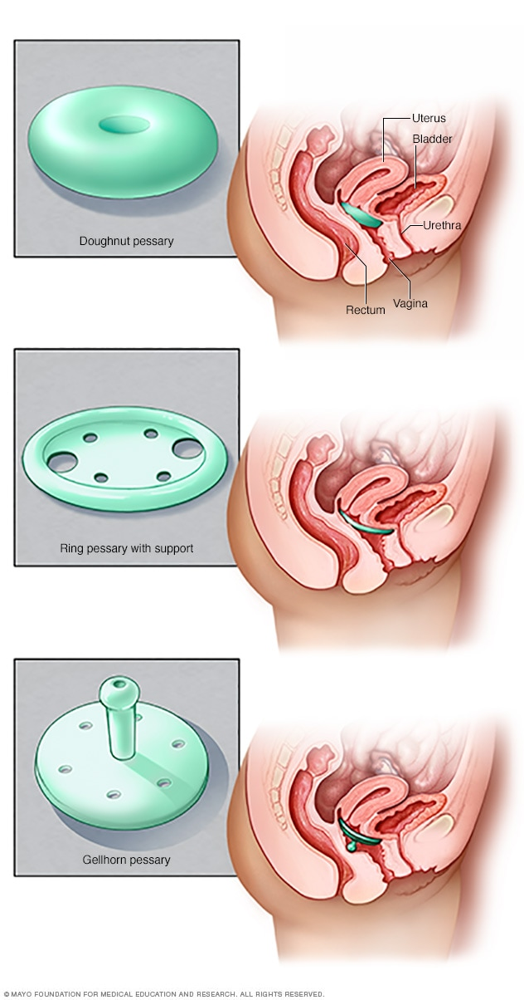 Uterus
Bladder
Urethra
Doughnut pessary
Vagina
Rectum
Ring pessary with support
Gellhorn pessary
© MAYO FOUNDATION FOR MEDICAL EDUCATION AND RESEARCH. ALL RIGHTS RESERVED.